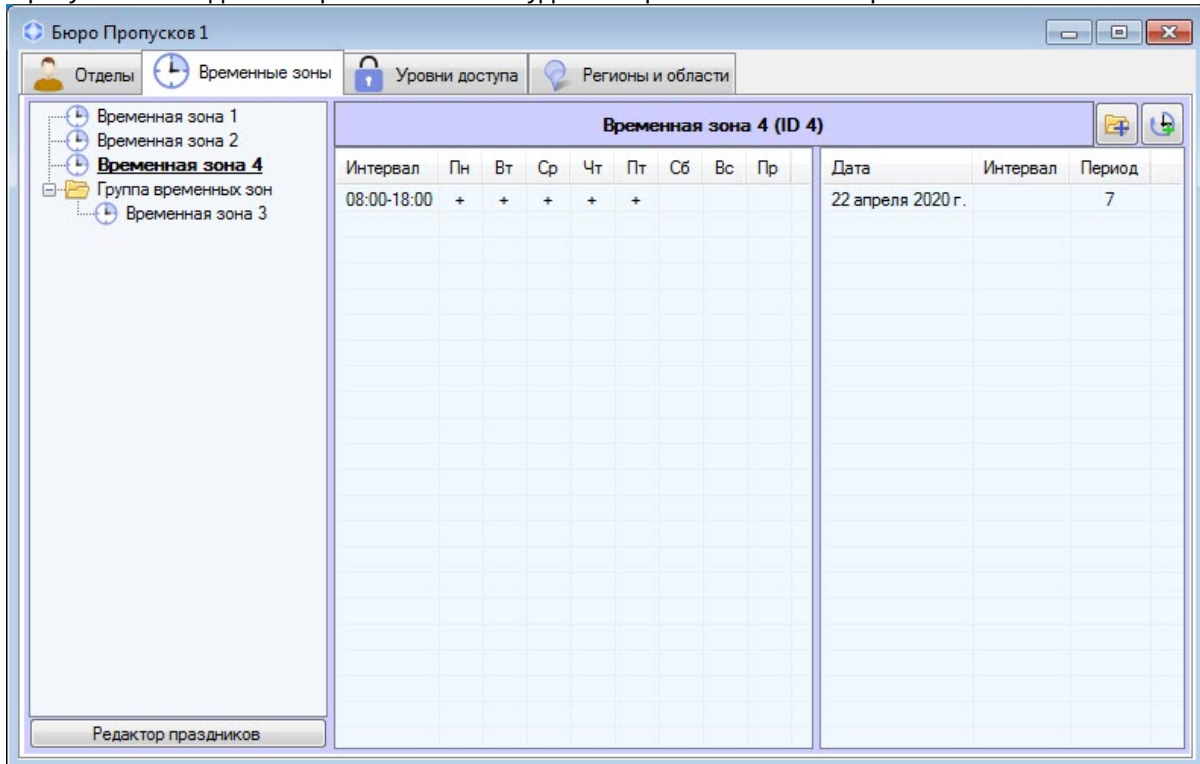 Бюро Пропусков 1
Отделы Временные зоны Уровни доступа Регионы и области
Временная зона 1
Временная зона 2
Временная зона 4
Группа временных зон
Временная зона 3
Редактор праздников
Временная зона 4 (ID 4)
Интервал Пн Вт Ср Чт Пт Сб Вс Пр
08:00-18:00 + + + + +
Дата Интервал Период
22 апреля 2020 г. 7